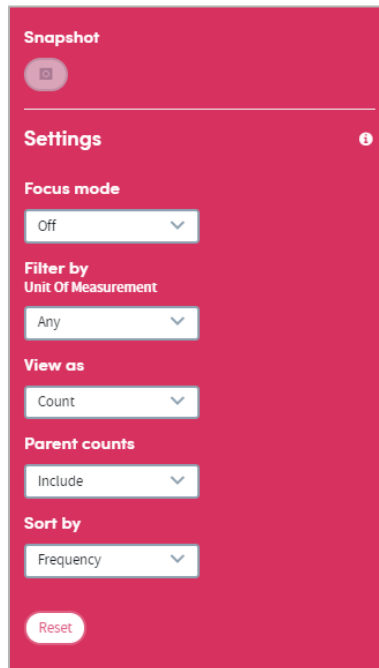 Snapshot
Settings
Focus mode
Off
Filter by
Unit Of Measurement
Any
View as
Count
Parent counts
Include
Sort by
Frequency
Reset